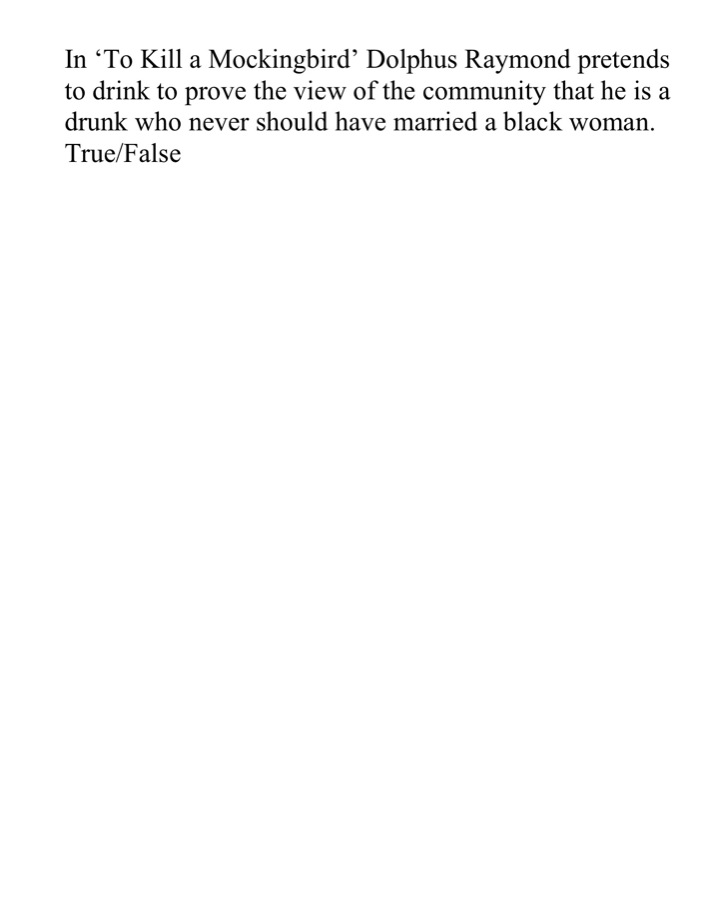 In ‘To Kill a Mockingbird’ Dolphus Raymond pretends
to drink to prove the view of the community that he is a
drunk who never should have married a black woman.
True/False